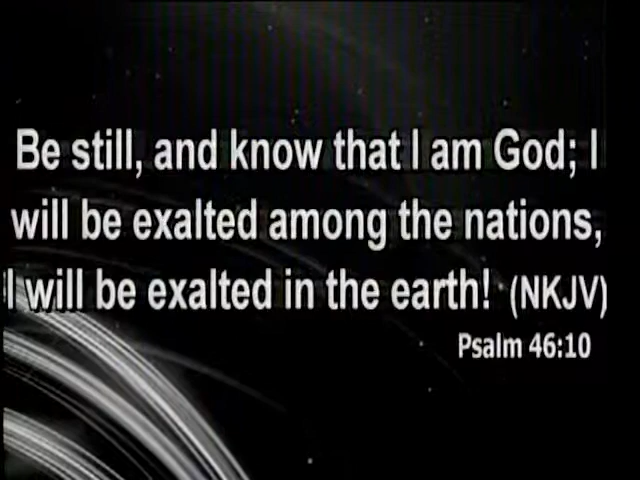 Be still, and know that I am God; I
will be exalted among the nations,
I will be exalted in the earth! (NKJV)
Psalm 46:10